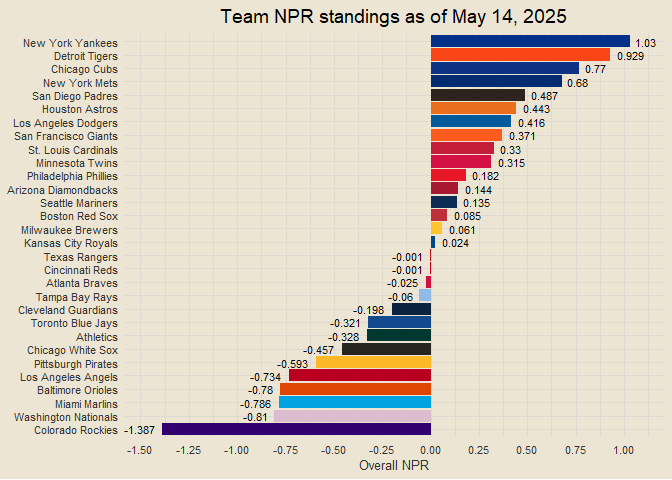 Team NPR standings as of May 14, 2025
New York Yankees 1.03
Detroit Tigers 0.929
Chicago Cubs 0.77
New York Mets 0.68
San Diego Padres 0.487
Houston Astros 0.443
Los Angeles Dodgers 0.416
San Francisco Giants 0.371
St. Louis Cardinals 0.33
Minnesota Twins 0.315
Philadelphia Phillies 0.182
Arizona Diamondbacks 0.144
Seattle Mariners 0.135
Boston Red Sox 0.085
Milwaukee Brewers 0.061
Kansas City Royals 0.024
Texas Rangers -0.001
Cincinnati Reds -0.001
Atlanta Braves -0.025
Tampa Bay Rays -0.06
Cleveland Guardians -0.198
Toronto Blue Jays -0.321
Athletics -0.328
Chicago White Sox -0.457
Pittsburgh Pirates -0.593
Los Angeles Angels -0.734
Baltimore Orioles -0.78
Miami Marlins -0.786
Washington Nationals -0.81
Colorado Rockies -1.387
-1.50 -1.25 -1.00 -0.75 -0.50 -0.25 0.00 0.25 0.50 0.75 1.00
Overall NPR